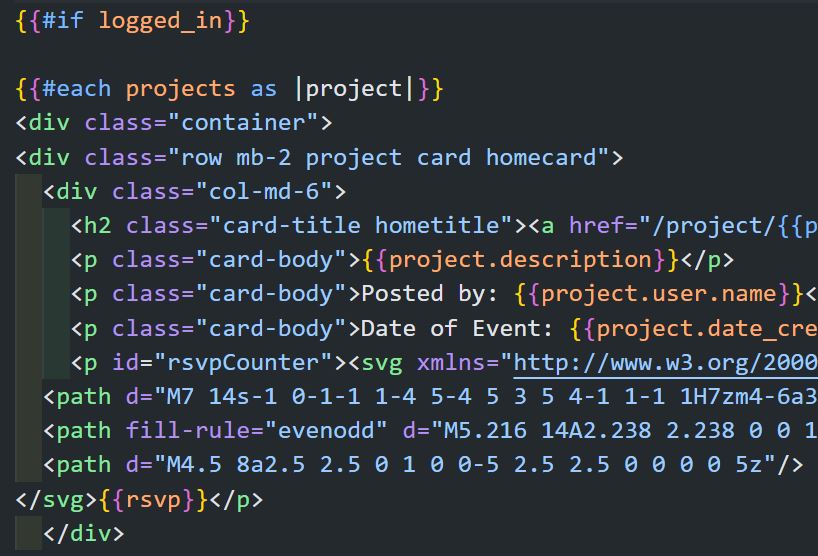 {{#if logged_in}}
{{#each projects as |project|}}
<div class="container">
<div class="row mb-2 project card homecard">
<div class="col-md-6">
<h2 class="card-title hometitle"><a href="/project/{{p
<p class="card-body">{{project.description}}</p>
<p class="card-body">Posted by: {{project.user.name}}<
<p class="card-body">Date of Event: {{project.date_cre
<p id="rsvpCounter"><svg xmlns="http://www.w3.org/2000
<path d="M7 14s-1 0-1-1 1-4 5-4 5 3 5 4-1 1-1 1H7zm4-6a3
<path fill-rule="evenodd" d="M5.216 14A2.238 2.238 0 0 1
<path d="M4.5 8a2.5 2.5 0 1 0 0-5 2.5 2.5 0 0 0 0 5z"/>
</svg>{{rsvp}}</p>
</div>